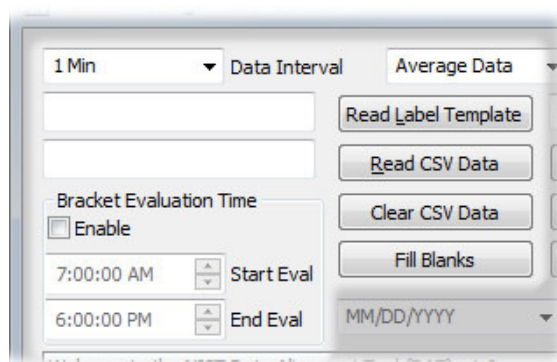 1 Min Data Interval Average Data
Read Label Template
Read CSV Data
Bracket Evaluation Time
Enable
Clear CSV Data
Fill Blanks
7:00:00 AM Start Eval
6:00:00 PM End Eval
MM/DD/YYYY